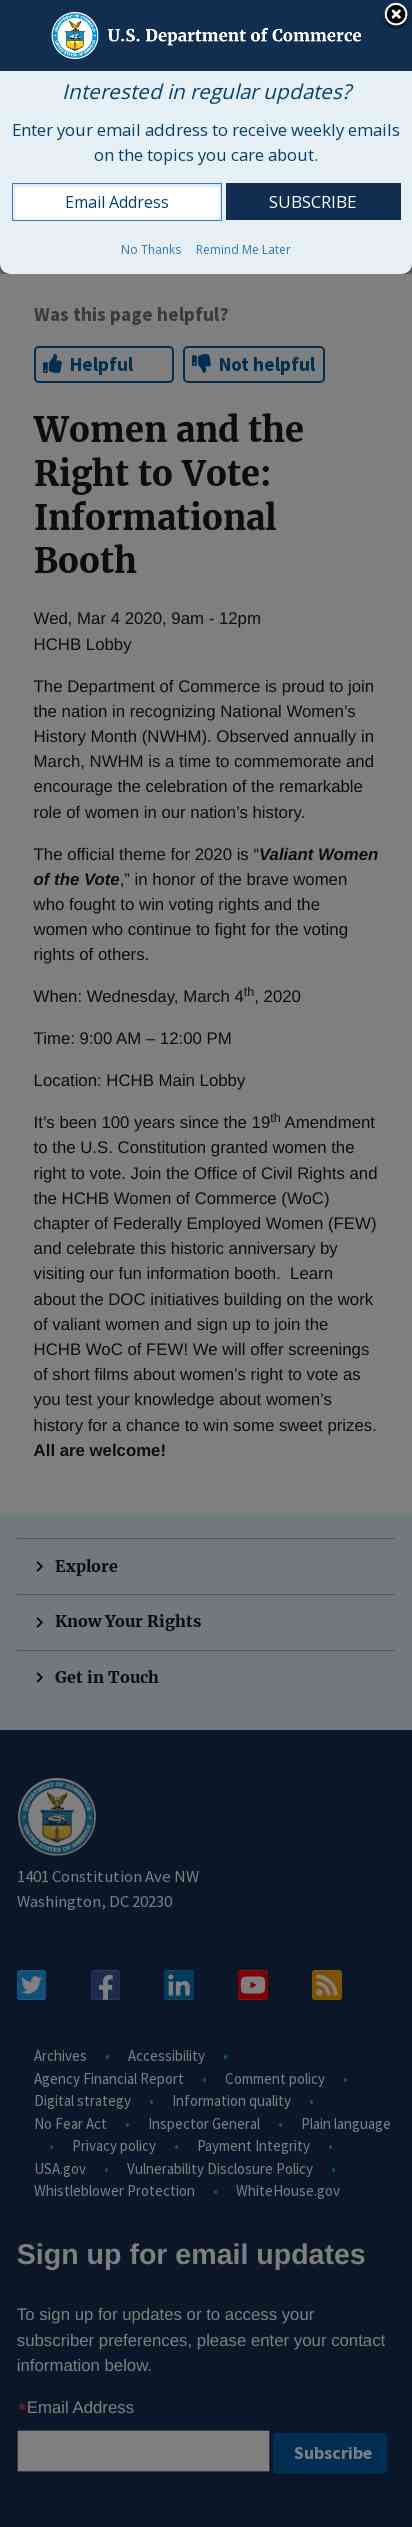 U.S. Department of Commerce
Interested in regular updates?
Enter your email address to receive weekly emails
on the topics you care about.
Email Address
SUBSCRIBE
No Thanks Remind Me Later
Was this page helpful?
Helpful Not helpful
Women and the
Right to Vote:
Informational
Booth
Wed, Mar 4 2020, 9am - 12pm
HCHB Lobby
The Department of Commerce is proud to join
the nation in recognizing National Women’s
History Month (NWHM). Observed annually in
March, NWHM is a time to commemorate and
encourage the celebration of the remarkable
role of women in our nation’s history.
The official theme for 2020 is “Valiant Women
of the Vote,” in honor of the brave women
who fought to win voting rights and the
women who continue to fight for the voting
rights of others.
When: Wednesday, March 4th, 2020
Time: 9:00 AM – 12:00 PM
Location: HCHB Main Lobby
It’s been 100 years since the 19th Amendment
to the U.S. Constitution granted women the
right to vote. Join the Office of Civil Rights and
the HCHB Women of Commerce (WoC)
chapter of Federally Employed Women (FEW)
and celebrate this historic anniversary by
visiting our fun information booth.  Learn
about the DOC initiatives building on the work
of valiant women and sign up to join the
HCHB WoC of FEW! We will offer screenings
of short films about women’s right to vote as
you test your knowledge about women’s
history for a chance to win some sweet prizes.
All are welcome!
Explore
Know Your Rights
Get in Touch
1401 Constitution Ave NW
Washington, DC 20230
Archives • Accessibility •
Agency Financial Report • Comment policy •
Digital strategy • Information quality •
No Fear Act • Inspector General • Plain language
• Privacy policy • Payment Integrity •
USA.gov • Vulnerability Disclosure Policy •
Whistleblower Protection • WhiteHouse.gov
Sign up for email updates
To sign up for updates or to access your
subscriber preferences, please enter your contact
information below.
*Email Address
Subscribe